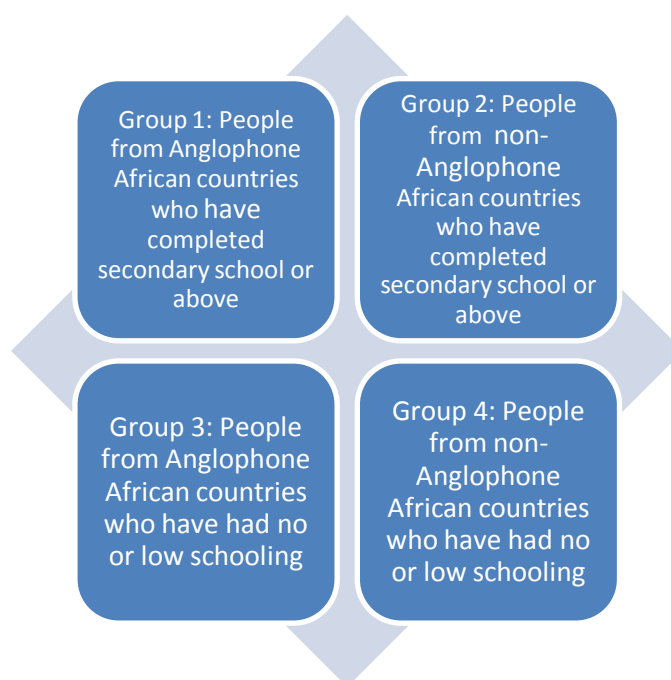 Group 1: People
from Anglophone
African countries
who have
completed
secondary school or
above
Group 2: People
from non-
Anglophone
African countries
who have
completed
secondary school or
above
Group 3: People
from Anglophone
African countries
who have had no
or low schooling
Group 4: People
from non-
Anglophone
African countries
who have had no
or low schooling